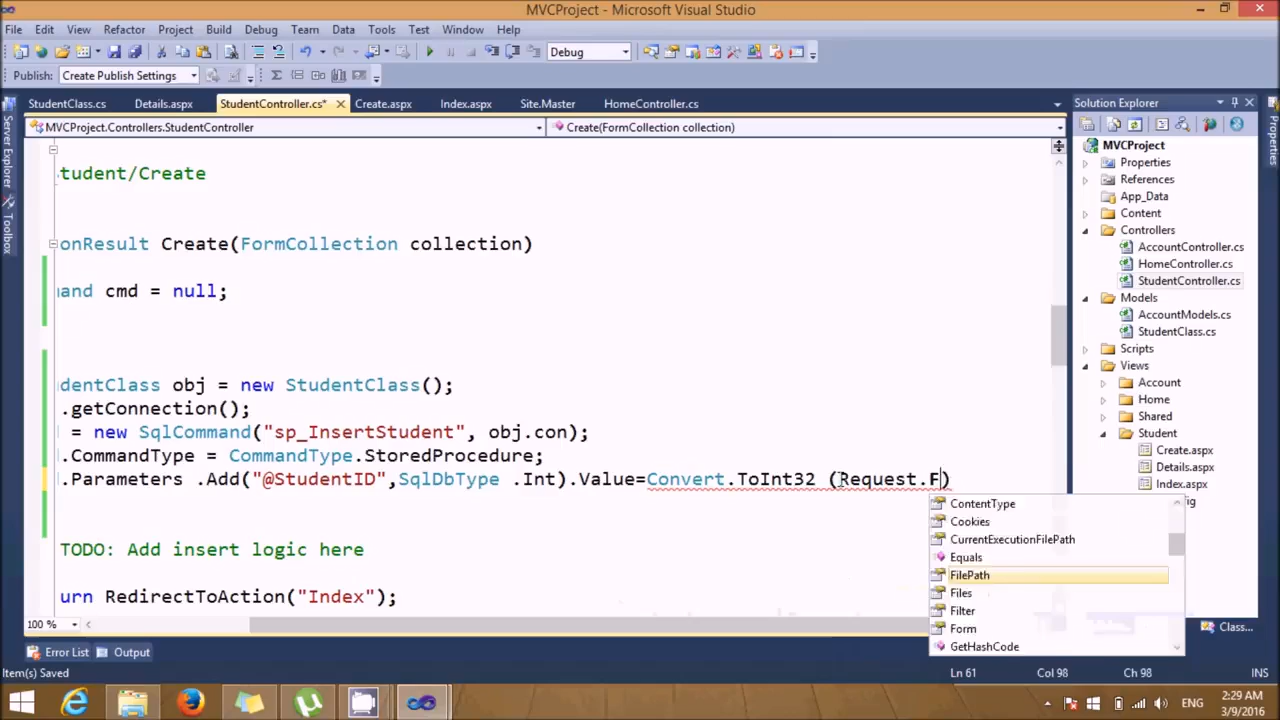 MVCProject - Microsoft Visual Studio
File Edit View Refactor Project Build Debug Team Data Tools Test Window Help
Debug
Publish: Create Publish Settings
StudentClass.cs Details.aspx StudentController.cs* Create.aspx Index.aspx Site.Master HomeController.cs
MVCProject.Controllers.StudentController Create(FormCollection collection)
tudent/Create
onResult Create(FormCollection collection)
and cmd = null;
dentClass obj = new StudentClass();
.getConnection();
= new SqlCommand("sp_InsertStudent", obj.con);
.CommandType = CommandType.StoredProcedure;
.Parameters .Add("@StudentID",SqlDbType .Int).Value=Convert.ToInt32 (Request.F)
TODO: Add insert logic here
urn RedirectToAction("Index");
ContentType
Cookies
CurrentExecutionFilePath
Equals
FilePath
Files
Filter
Form
GetHashCode
100 %
Server Explorer
Toolbox
Solution Explorer
MVCProject
Properties
References
App_Data
Content
Controllers
AccountController.cs
HomeController.cs
StudentController.cs
Models
AccountModels.cs
StudentClass.cs
Scripts
Views
Account
Home
Shared
Student
Create.aspx
Details.aspx
Index.aspx
Class...
Properties
Error List Output
Item(s) Saved Ln 61 Col 98 Ch 98 INS
ENG 2:29 AM
3/9/2016